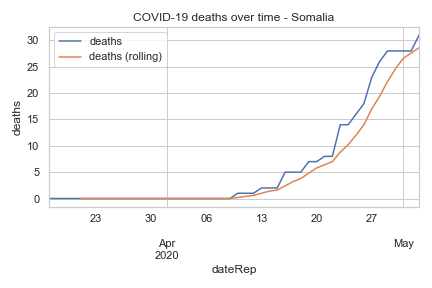 COVID-19 deaths over time - Somalia
deaths
deaths (rolling)
deaths
30
25
20
15
10
5
0
23 30 06 13 20 27
Apr May
2020
dateRep